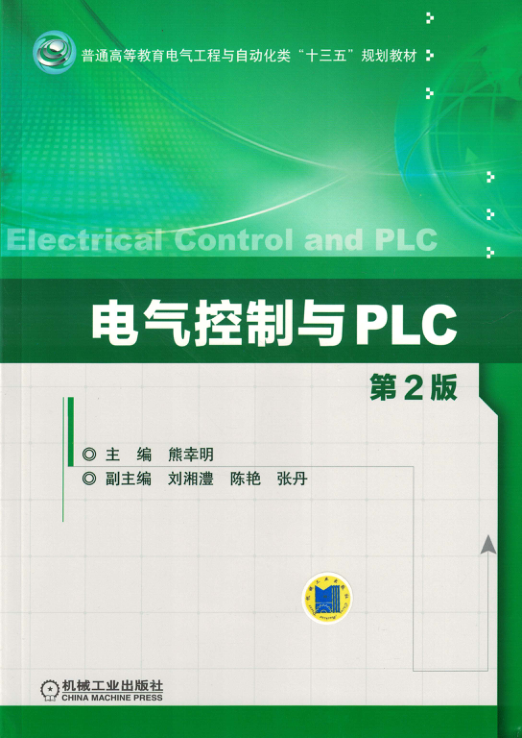 普通高等教育电气工程与自动化类“十三五”规划教材
Electrical Control and PLC
电气控制与PLC
第2版
◎ 主 编 熊幸明
◎ 副主编 刘湘澧 陈艳 张丹
机械工业出版社
CHINA MACHINE PRESS